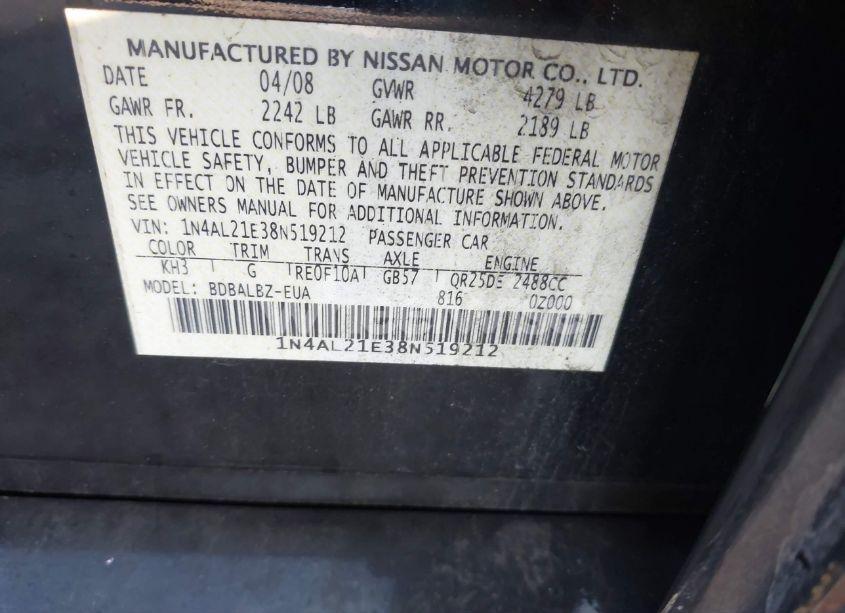 MANUFACTURED BY NISSAN MOTOR CO., LTD.
DATE 04/08 GVWR 4279 LB
GAWR FR. 2242 LB GAWR RR. 2189 LB
THIS VEHICLE CONFORMS TO ALL APPLICABLE FEDERAL MOTOR
VEHICLE SAFETY, BUMPER AND THEFT PREVENTION STANDARDS
IN EFFECT ON THE DATE OF MANUFACTURE SHOWN ABOVE.
SEE OWNERS MANUAL FOR ADDITIONAL INFORMATION.
VIN: 1N4AL21E38N519212 PASSENGER CAR
COLOR TRIM TRANS AXLE ENGINE
KH3 G RE0F10A GB57 QR25DE 2488CC
MODEL: BDBALBZ-EUA 816 0Z000
1N4AL21E38N519212